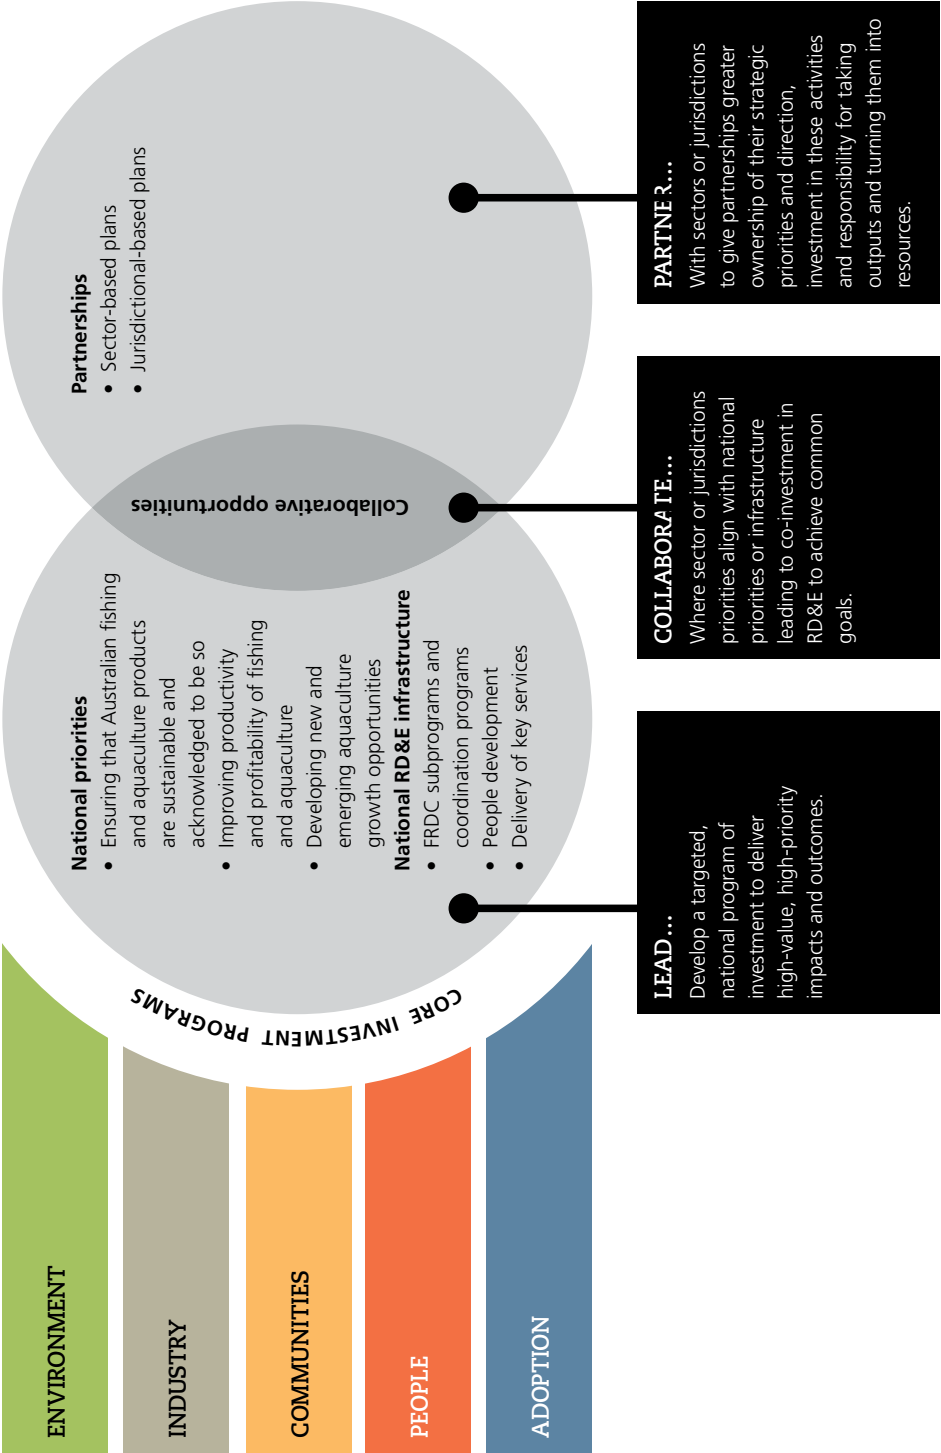 ENVIRONMENT
INDUSTRY
COMMUNITIES
PEOPLE
ADOPTION
CORE INVESTMENT PROGRAMS
National priorities
• Ensuring that Australian fishing
and aquaculture products
are sustainable and
acknowledged to be so
• Improving productivity
and profitability of fishing
and aquaculture
• Developing new and
emerging aquaculture
growth opportunities
National RD&E infrastructure
• FRDC subprograms and
coordination programs
• People development
• Delivery of key services
Collaborative opportunities
Partnerships
• Sector-based plans
• Jurisdictional-based plans
LEAD...
Develop a targeted,
national program of
investment to deliver
high-value, high-priority
impacts and outcomes.
COLLABORATE...
Where sector or jurisdictions
priorities align with national
priorities or infrastructure
leading to co-investment in
RD&E to achieve common
goals.
PARTNER...
With sectors or jurisdictions
to give partnerships greater
ownership of their strategic
priorities and direction,
investment in these activities
and responsibility for taking
outputs and turning them into
resources.